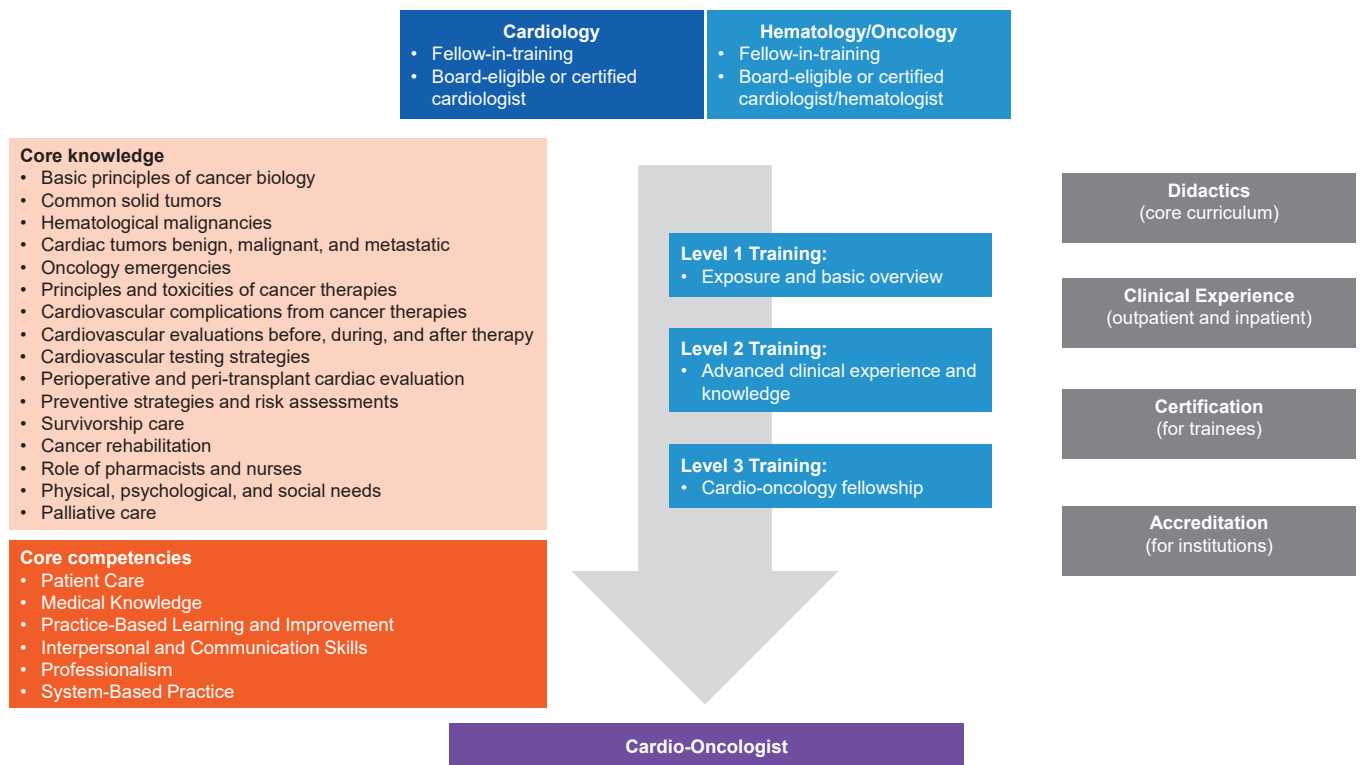 Cardiology
• Fellow-in-training
• Board-eligible or certified
cardiologist
Hematology/Oncology
• Fellow-in-training
• Board-eligible or certified
cardiologist/hematologist
Core knowledge
• Basic principles of cancer biology
• Common solid tumors
• Hematological malignancies
• Cardiac tumors benign, malignant, and metastatic
• Oncology emergencies
• Principles and toxicities of cancer therapies
• Cardiovascular complications from cancer therapies
• Cardiovascular evaluations before, during, and after therapy
• Cardiovascular testing strategies
• Perioperative and peri-transplant cardiac evaluation
• Preventive strategies and risk assessments
• Survivorship care
• Cancer rehabilitation
• Role of pharmacists and nurses
• Physical, psychological, and social needs
• Palliative care
Core competencies
• Patient Care
• Medical Knowledge
• Practice-Based Learning and Improvement
• Interpersonal and Communication Skills
• Professionalism
• System-Based Practice
Level 1 Training:
• Exposure and basic overview
Level 2 Training:
• Advanced clinical experience and
knowledge
Level 3 Training:
• Cardio-oncology fellowship
Didactics
(core curriculum)
Clinical Experience
(outpatient and inpatient)
Certification
(for trainees)
Accreditation
(for institutions)
Cardio-Oncologist